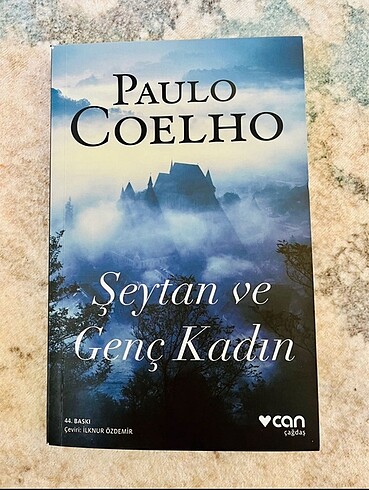 PAULO
COELHO
Şeytan ve
Genç Kadın
44. BASKI
Çeviri: İLKNUR ÖZDEMİR
can
çağdaş